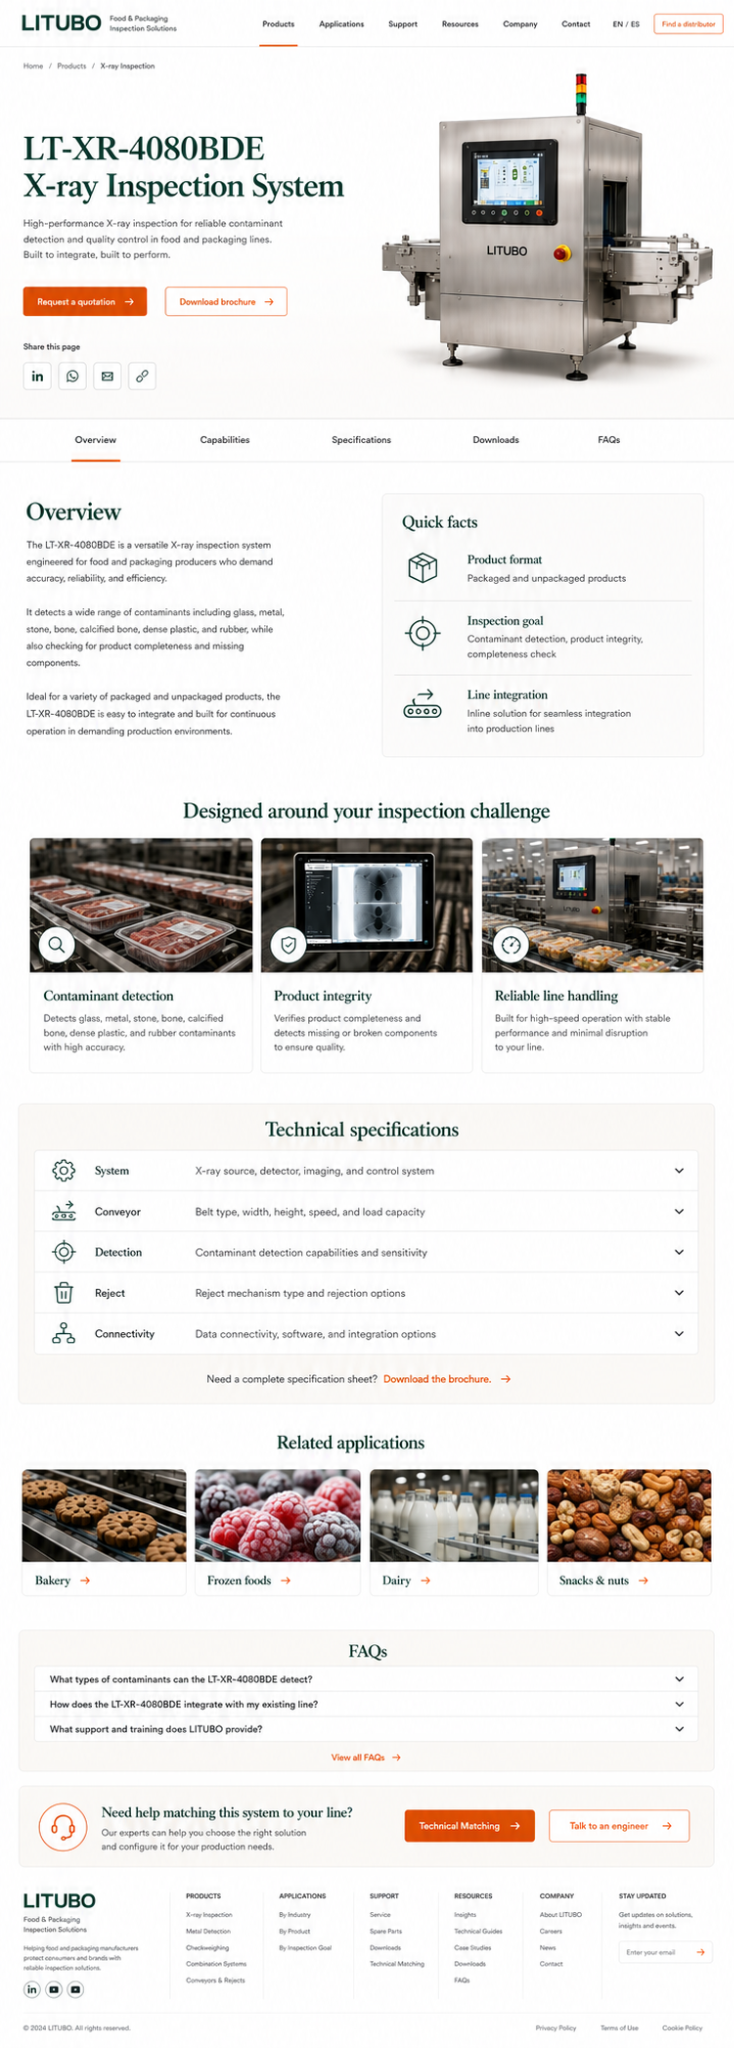 LITUBO
Food & Packaging
Inspection Solutions
Products
Applications
Support
Resources
Company
Contact
EN / ES
Find a distributor
Home / Products / X-ray Inspection
LT-XR-4080BDE
X-ray Inspection System
High-performance X-ray inspection for reliable contaminant
detection and quality control in food and packaging lines.
Built to integrate, built to perform.
Request a quotation →
Download brochure →
LITUBO
Share this page
in
Overview
Capabilities
Specifications
Downloads
FAQs
Overview
The LT-XR-4080BDE is a versatile X-ray inspection system
engineered for food and packaging producers who demand
accuracy, reliability, and efficiency.
It detects a wide range of contaminants including glass, metal,
stone, bone, calcified bone, dense plastic, and rubber, while
also checking for product completeness and missing
components.
Ideal for a variety of packaged and unpackaged products, the
LT-XR-4080BDE is easy to integrate and built for continuous
operation in demanding production environments.
Quick facts
Product format
Packaged and unpackaged products
Inspection goal
Contaminant detection, product integrity,
completeness check
Line integration
Inline solution for seamless integration
into production lines
Designed around your inspection challenge
LITUBO
Contaminant detection
Detects glass, metal, stone, bone, calcified
bone, dense plastic, and rubber contaminants
with high accuracy.
Product integrity
Verifies product completeness and
detects missing or broken components
to ensure quality.
Reliable line handling
Built for high-speed operation with stable
performance and minimal disruption
to your line.
Technical specifications
System
X-ray source, detector, imaging, and control system
Conveyor
Belt type, width, height, speed, and load capacity
Detection
Contaminant detection capabilities and sensitivity
Reject
Reject mechanism type and rejection options
Connectivity
Data connectivity, software, and integration options
Need a complete specification sheet? Download the brochure. →
Related applications
Bakery →
Frozen foods →
Dairy →
Snacks & nuts →
FAQs
What types of contaminants can the LT-XR-4080BDE detect?
How does the LT-XR-4080BDE integrate with my existing line?
What support and training does LITUBO provide?
View all FAQs →
Need help matching this system to your line?
Our experts can help you choose the right solution
and configure it for your production needs.
Technical Matching →
Talk to an engineer →
LITUBO
Food & Packaging
Inspection Solutions
Helping food and packaging manufacturers
protect consumers and brands with
reliable inspection solutions.
in
PRODUCTS
X-ray Inspection
Metal Detection
Checkweighing
Combination Systems
Conveyors & Rejects
APPLICATIONS
By Industry
By Product
By Inspection Goal
SUPPORT
Service
Spare Parts
Downloads
Technical Matching
RESOURCES
Insights
Technical Guides
Case Studies
Downloads
FAQs
COMPANY
About LITUBO
Careers
News
Contact
STAY UPDATED
Get updates on solutions,
insights and events.
Enter your email →
© 2024 LITUBO. All rights reserved.
Privacy Policy
Terms of Use
Cookie Policy